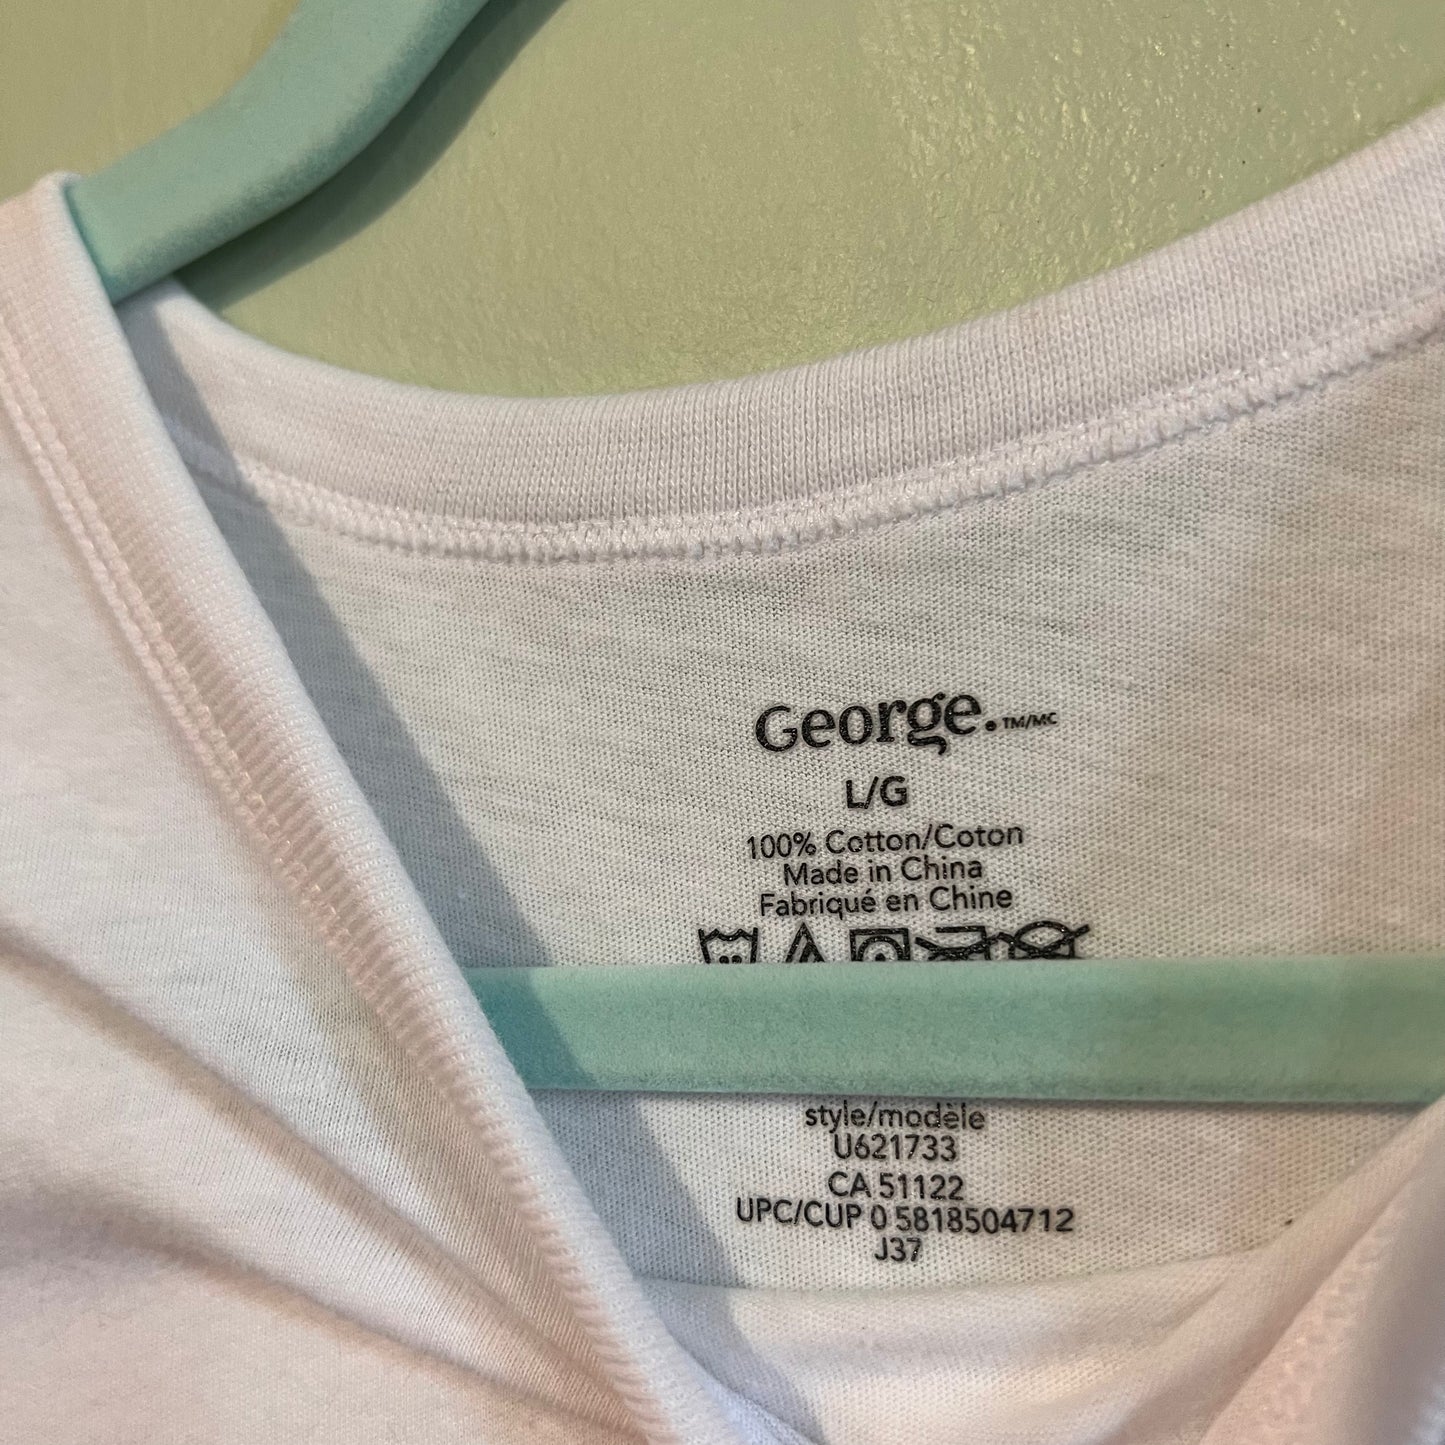 George.™/MC
L/G
100% Cotton/Coton
Made in China
Fabriqué en Chine
style/modèle
U621733
CA 51122
UPC/CUP 0 5818504712
J37